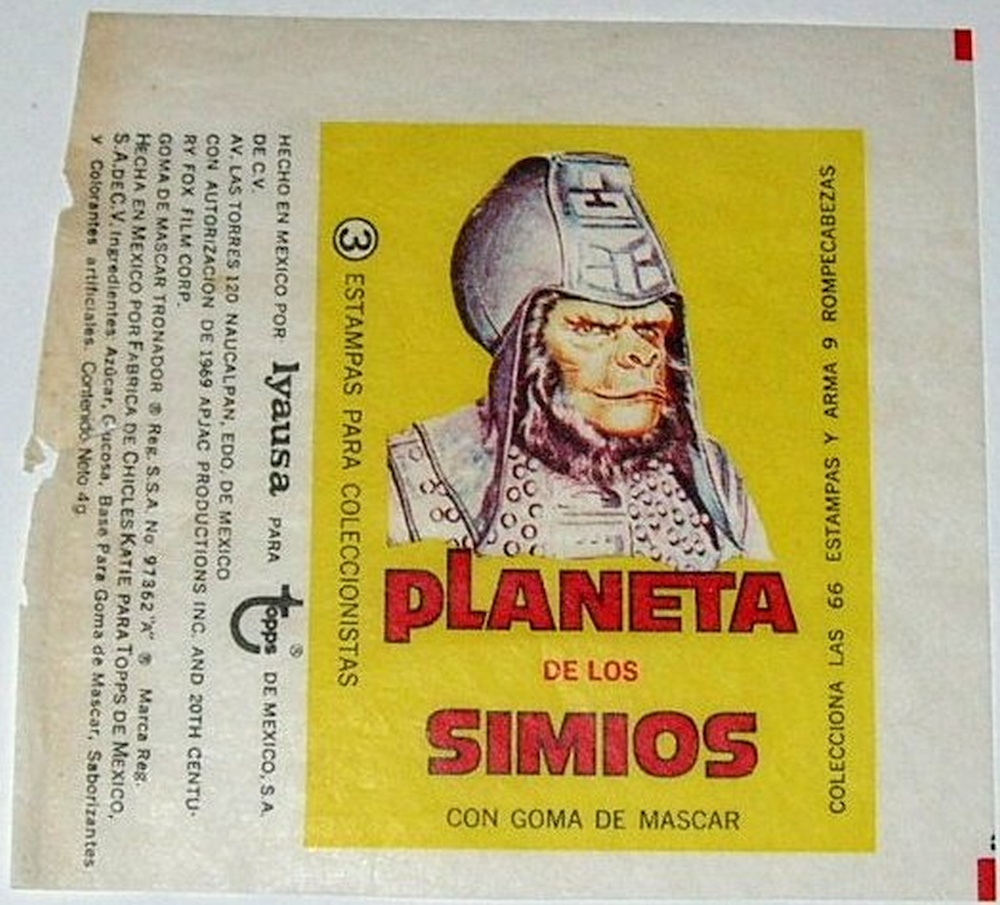 PLANETA
DE LOS
SIMIOS
CON GOMA DE MASCAR
③ ESTAMPAS PARA COLECCIONISTAS
COLECCIONA LAS 66 ESTAMPAS Y ARMA 9 ROMPECABEZAS
HECHO EN MEXICO POR lyausa PARA Topps® DE MEXICO, S.A.
DE C.V.
AV. LAS TORRES 120 NAUCALPAN, EDO, DE MEXICO
CON AUTORIZACION DE 1969 APJAC PRODUCTIONS INC. AND 20TH CENTU-
RY FOX FILM CORP.
GOMA DE MASCAR TRONADOR ® Reg. S.S.A. No 97362 "A" ® Marca Reg.
HECHA EN MEXICO POR FABRICA DE CHICLES KATIE PARA TOPPS DE MEXICO,
S.A. DE C.V. Ingredientes Azúcar, Glucosa, Base Para Goma de Mascar, Saborizantes
y Colorantes artificiales. Contenido Neto 4g.